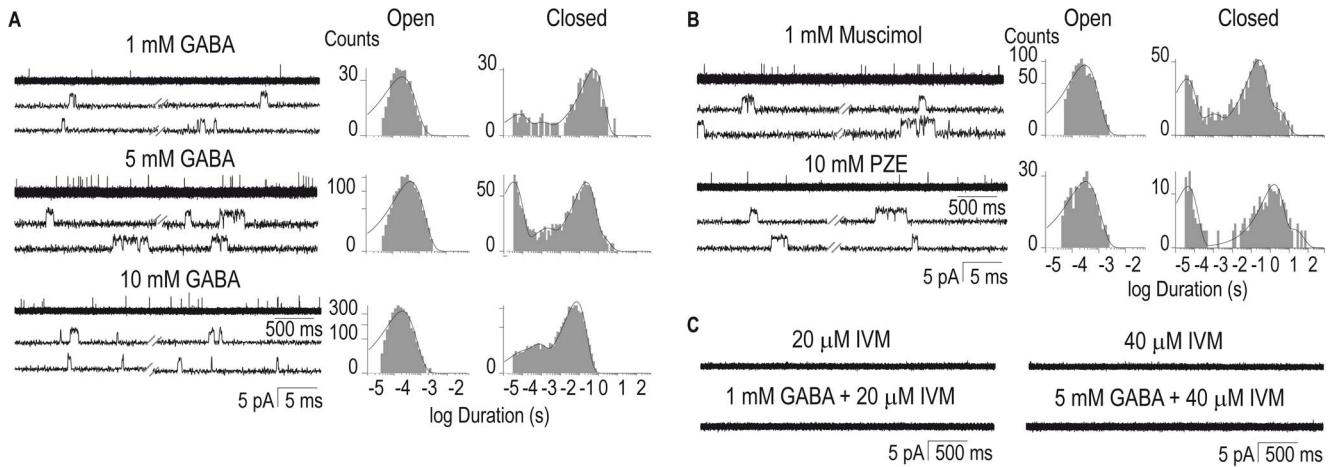 A
Open
Closed
1 mM GABA
Counts
30
0
30
0
5 mM GABA
100
0
50
0
10 mM GABA
500 ms
300
100
0
0
-5 -4 -3 -2
-5 -4 -3 -2 -1 0 1 2
5 pA 5 ms
log Duration (s)
B
Open
Closed
1 mM Muscimol
Counts
100
50
0
50
0
10 mM PZE
500 ms
30
0
10
0
-5 -4 -3 -2
-5 -4 -3 -2 -1 0 1 2
5 pA 5 ms
log Duration (s)
C
20 µM IVM
40 µM IVM
1 mM GABA + 20 µM IVM
5 mM GABA + 40 µM IVM
5 pA 500 ms
5 pA 500 ms